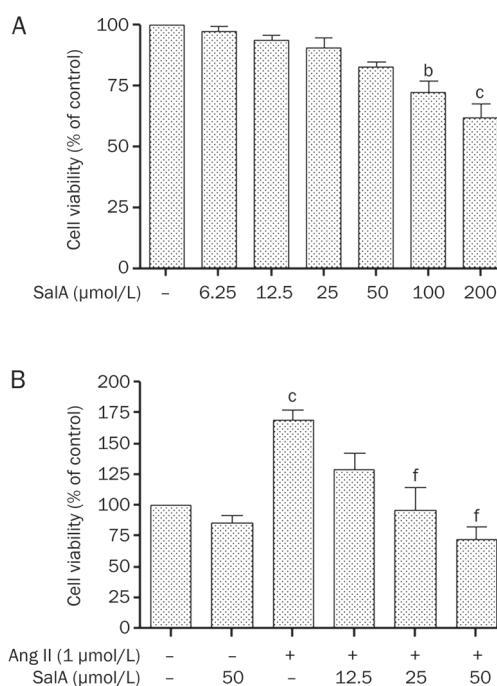 A
Cell viability (% of control)
100
75
50
25
0
b
c
SalA (μmol/L) – 6.25 12.5 25 50 100 200
B
Cell viability (% of control)
200
175
150
125
100
75
50
25
0
c
f
f
Ang II (1 μmol/L) – – + + + +
SalA (μmol/L) – 50 – 12.5 25 50